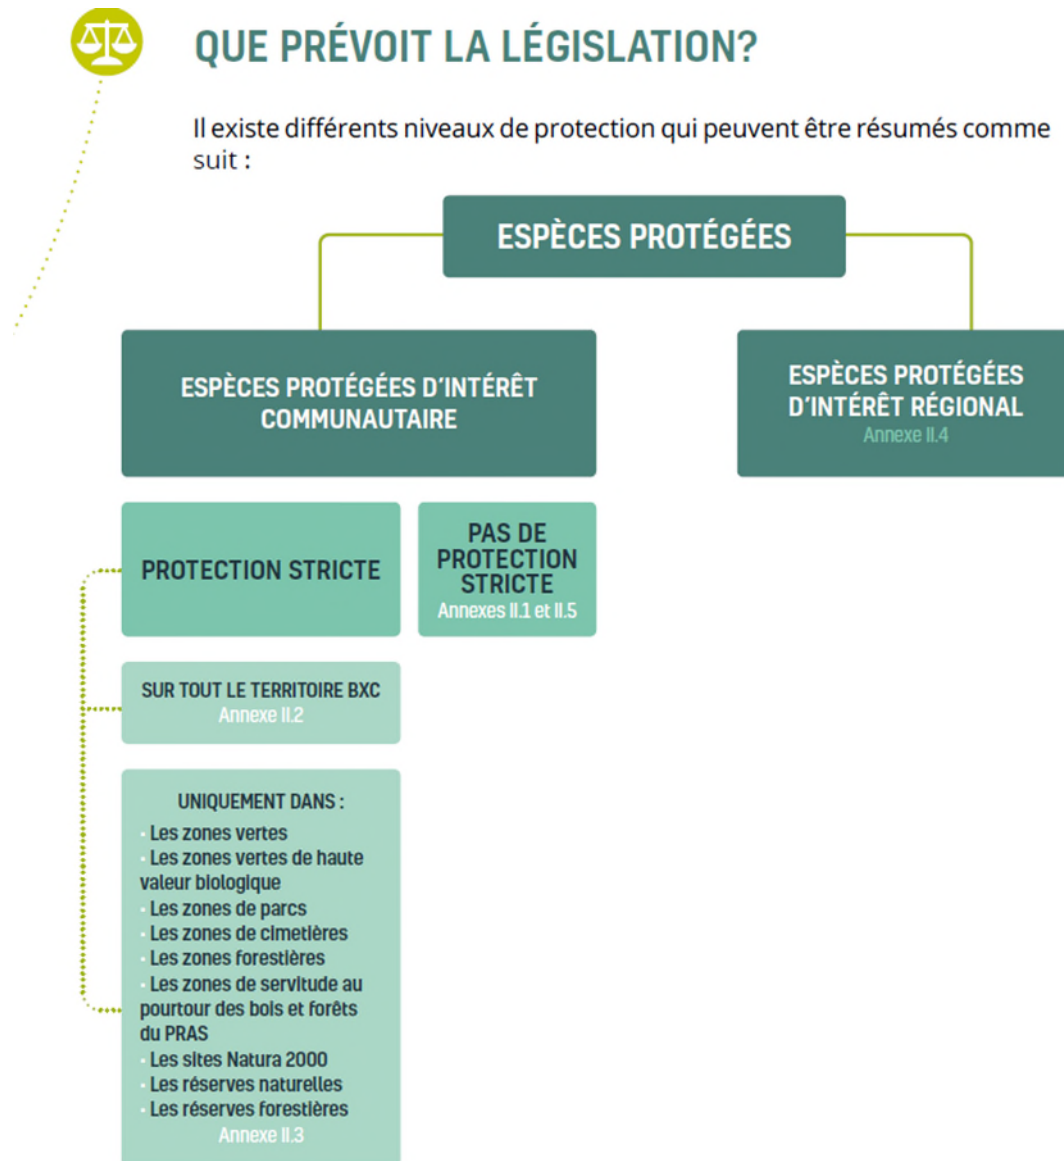 QUE PRÉVOIT LA LÉGISLATION?
Il existe différents niveaux de protection qui peuvent être résumés comme
suit :
ESPÈCES PROTÉGÉES
ESPÈCES PROTÉGÉES D'INTÉRÊT
COMMUNAUTAIRE
ESPÈCES PROTÉGÉES
D'INTÉRÊT RÉGIONAL
Annexe II.4
PROTECTION STRICTE
PAS DE
PROTECTION
STRICTE
Annexes II.1 et II.5
SUR TOUT LE TERRITOIRE BXC
Annexe II.2
UNIQUEMENT DANS :
- Les zones vertes
- Les zones vertes de haute
valeur biologique
- Les zones de parcs
- Les zones de cimetières
- Les zones forestières
- Les zones de servitude au
pourtour des bois et forêts
du PRAS
- Les sites Natura 2000
- Les réserves naturelles
- Les réserves forestières
Annexe II.3